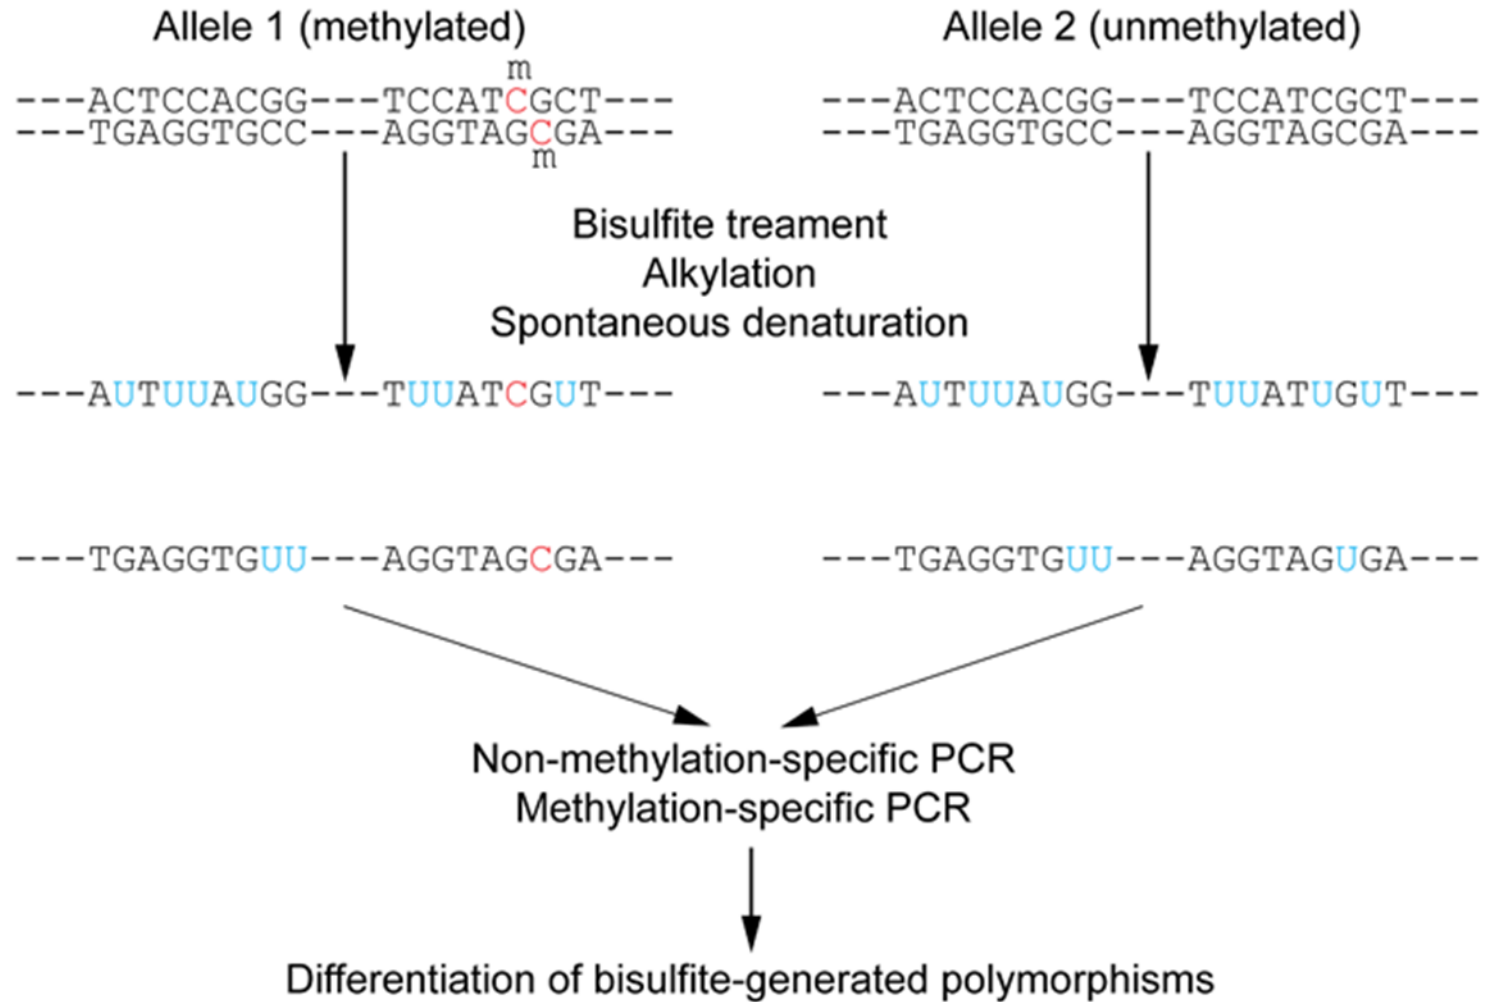 Allele 1 (methylated) Allele 2 (unmethylated)
m
---ACTCCACGG---TCCATCGCT--- ---ACTCCACGG---TCCATCGCT---
---TGAGGTGCC---AGGTAGCGA--- ---TGAGGTGCC---AGGTAGCGA---
m
Bisulfite treament
Alkylation
Spontaneous denaturation
---AUTUUAUGG---TUUATCGUT--- ---AUTUUAUGG---TUUATUGUT---
---TGAGGTGUU---AGGTAGCGA--- ---TGAGGTGUU---AGGTAGUGA---
Non-methylation-specific PCR
Methylation-specific PCR
Differentiation of bisulfite-generated polymorphisms